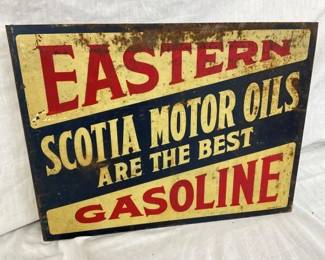 EASTERN
SCOTIA MOTOR OILS
ARE THE BEST
GASOLINE